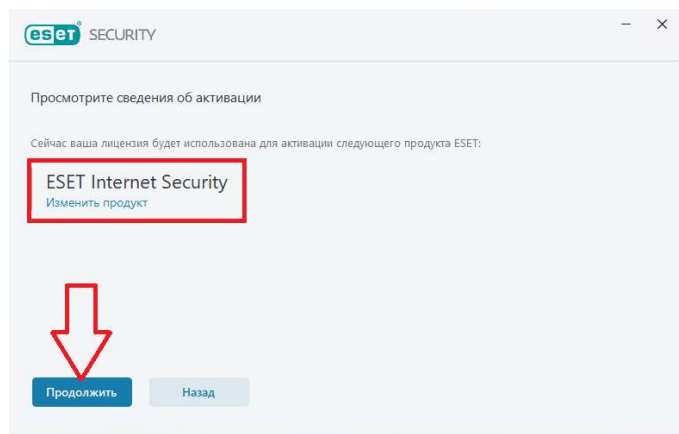 eset SECURITY
Просмотрите сведения об активации
Сейчас ваша лицензия будет использована для активации следующего продукта ESET:
ESET Internet Security
Изменить продукт
Продолжить Назад